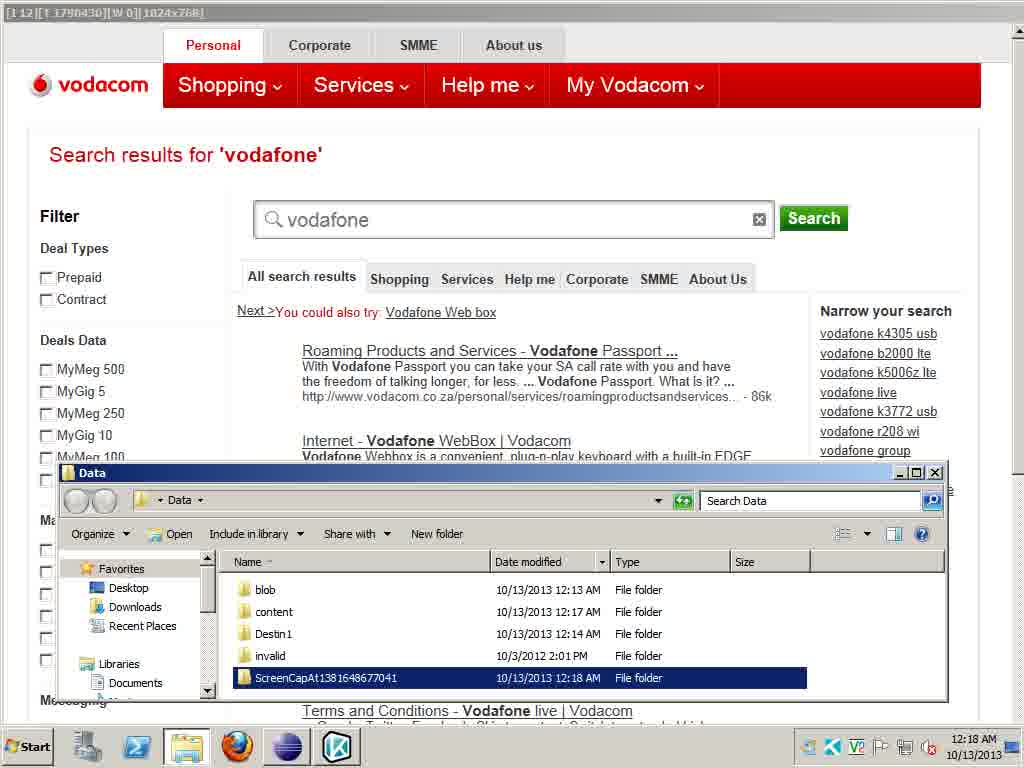 [I 12][T 1790430][W 0][1024x768]
Personal Corporate SMME About us
vodacom Shopping Services Help me My Vodacom
Search results for 'vodafone'
Filter
vodafone Search
Deal Types
Prepaid
Contract
All search results Shopping Services Help me Corporate SMME About Us
Next > You could also try: Vodafone Web box
Narrow your search
vodafone k4305 usb
vodafone b2000 lte
vodafone k5006z lte
vodafone live
vodafone k3772 usb
vodafone r208 wi
vodafone group
Deals Data
MyMeg 500
MyGig 5
MyMeg 250
MyGig 10
MyMeg 100
Roaming Products and Services - Vodafone Passport ...
With Vodafone Passport you can take your SA call rate with you and have
the freedom of talking longer, for less. ... Vodafone Passport. What is it? ...
http://www.vodacom.co.za/personal/services/roamingproductsandservices... - 86k
Internet - Vodafone WebBox | Vodacom
Vodafone Webbox is a convenient, plug-n-play keyboard with a built-in EDGE
Data
Data Search Data
Organize Open Include in library Share with New folder
Name Date modified Type Size
Favorites
Desktop
Downloads
Recent Places
Libraries
Documents
blob 10/13/2013 12:13 AM File folder
content 10/13/2013 12:17 AM File folder
Destin1 10/13/2013 12:14 AM File folder
invalid 10/3/2012 2:01 PM File folder
ScreenCapAt1381648677041 10/13/2013 12:18 AM File folder
Messaging
Terms and Conditions - Vodafone live | Vodacom
Start
12:18 AM
10/13/2013